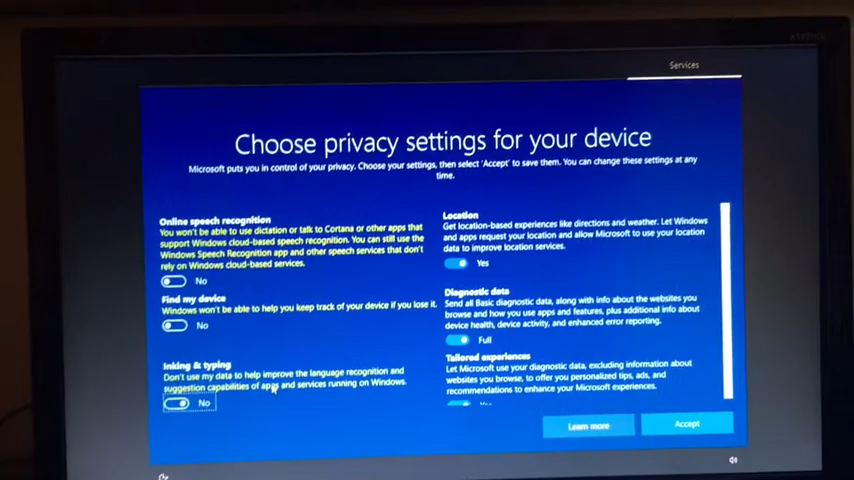 Services
Choose privacy settings for your device
Microsoft puts you in control of your privacy. Choose your settings, then select 'Accept' to save them. You can change these settings at any
time.
Online speech recognition
You won't be able to use dictation or talk to Cortana or other apps that
support Windows cloud-based speech recognition. You can still use the
Windows Speech Recognition app and other speech services that don't
rely on Windows cloud-based services.
No
Find my device
Windows won't be able to help you keep track of your device if you lose it.
No
Inking & typing
Don't use my data to help improve the language recognition and
suggestion capabilities of apps and services running on Windows.
No
Location
Get location-based experiences like directions and weather. Let Windows
and apps request your location and allow Microsoft to use your location
data to improve location services.
Yes
Diagnostic data
Send all Basic diagnostic data, along with info about the websites you
browse and how you use apps and features, plus additional info about
device health, device activity, and enhanced error reporting.
Full
Tailored experiences
Let Microsoft use your diagnostic data, excluding information about
websites you browse, to offer you personalized tips, ads, and
recommendations to enhance your Microsoft experiences.
Learn more
Accept